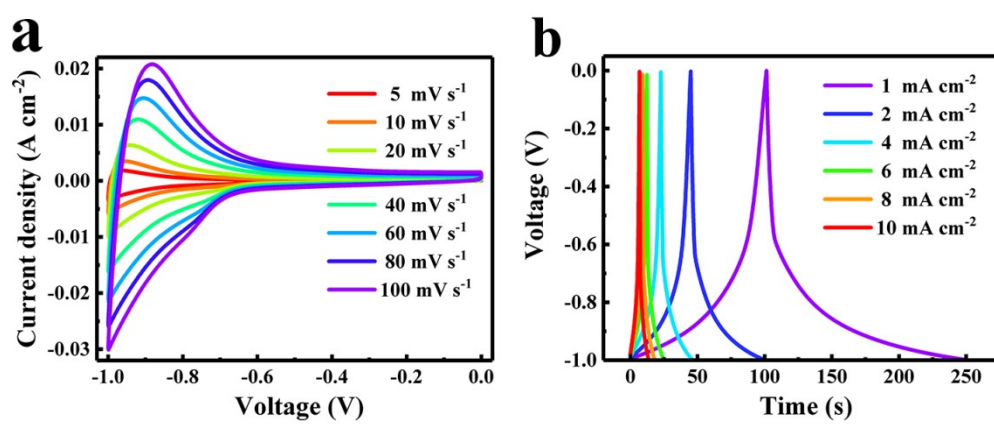 a
Current density (A cm⁻²)
0.02
0.01
0.00
-0.01
-0.02
-0.03
5 mV s⁻¹
10 mV s⁻¹
20 mV s⁻¹
40 mV s⁻¹
60 mV s⁻¹
80 mV s⁻¹
100 mV s⁻¹
-1.0 -0.8 -0.6 -0.4 -0.2 0.0
Voltage (V)
b
Voltage (V)
0.0
-0.2
-0.4
-0.6
-0.8
-1.0
1 mA cm⁻²
2 mA cm⁻²
4 mA cm⁻²
6 mA cm⁻²
8 mA cm⁻²
10 mA cm⁻²
0 50 100 150 200 250
Time (s)